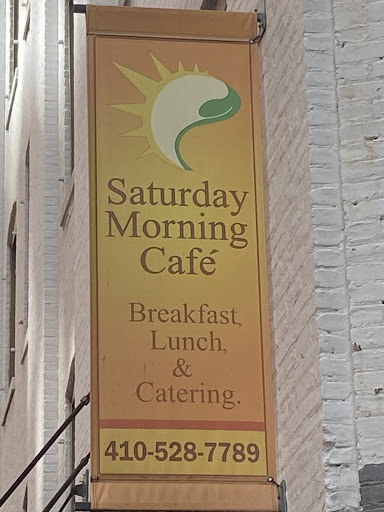 Saturday
Morning
Café
Breakfast,
Lunch,
&
Catering.
410-528-7789